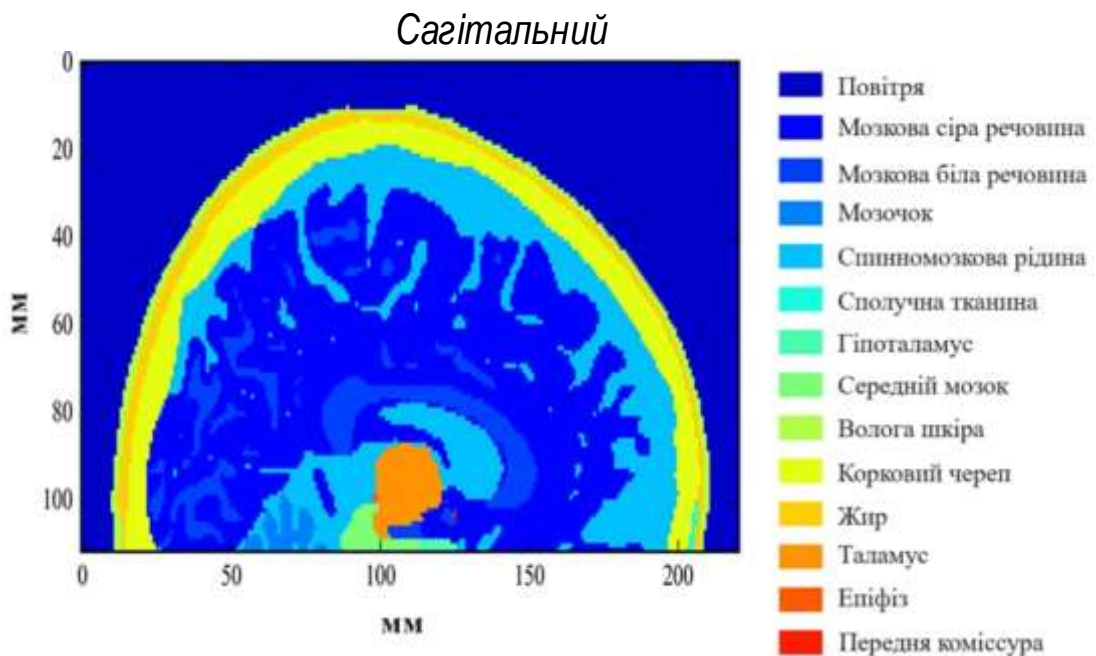 Сагітальний
0
20
40
60
80
100
мм
0 50 100 150 200
мм
Повітря
Мозкова сіра речовина
Мозкова біла речовина
Мозочок
Спинномозкова рідина
Сполучна тканина
Гіпоталамус
Середній мозок
Волога шкіра
Корковий череп
Жир
Таламус
Епіфіз
Передня коміссура